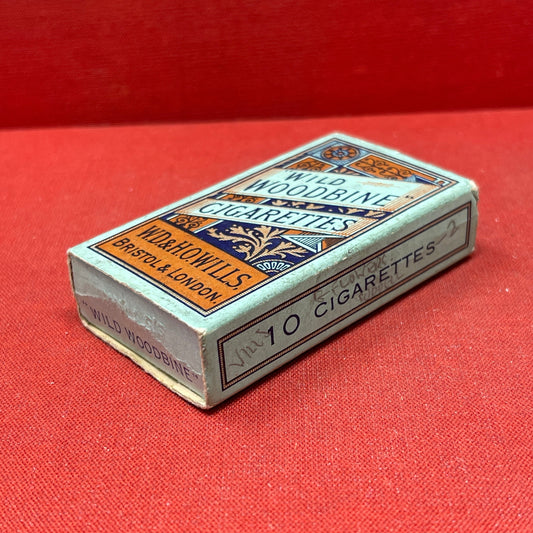 "WILD
WOODBINE"
CIGARETTES
W.D.&H.O.WILLS
BRISTOL & LONDON.
"WILD WOODBINE"
10 CIGARETTES